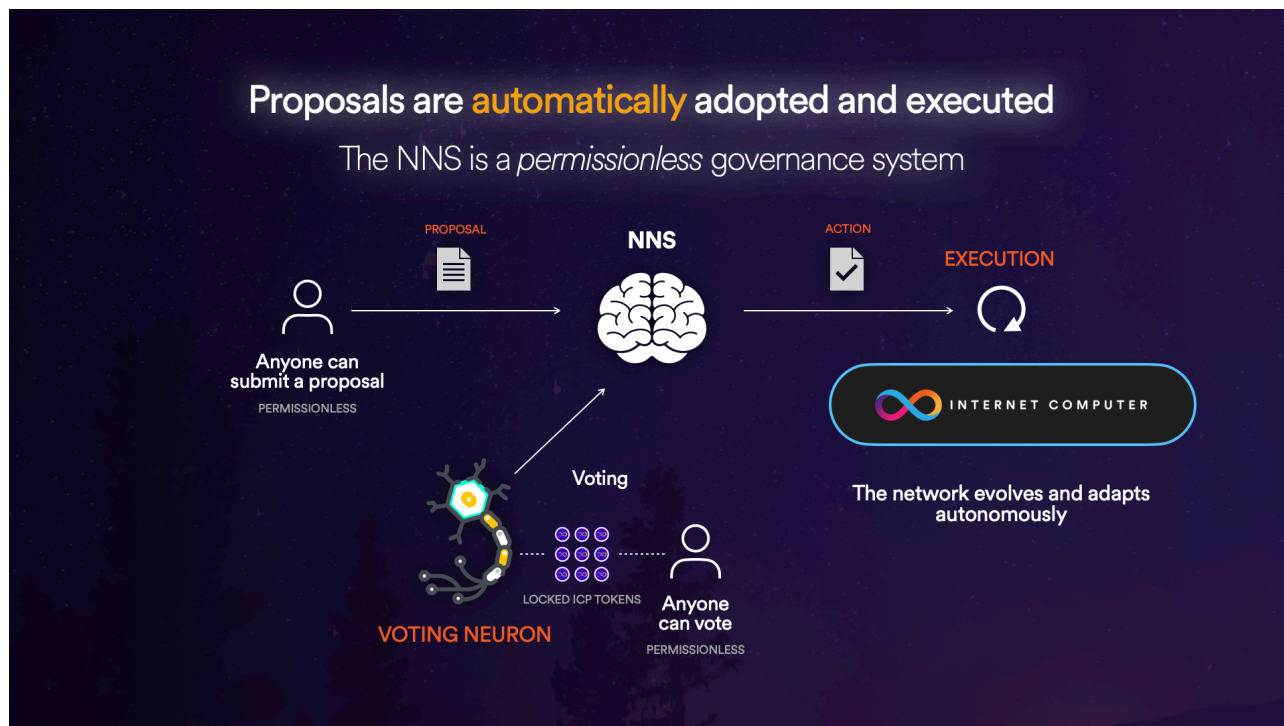 Proposals are automatically adopted and executed
The NNS is a permissionless governance system
PROPOSAL
NNS
ACTION
EXECUTION
Anyone can
submit a proposal
PERMISSIONLESS
INTERNET COMPUTER
Voting
The network evolves and adapts
autonomously
LOCKED ICP TOKENS
Anyone
can vote
PERMISSIONLESS
VOTING NEURON